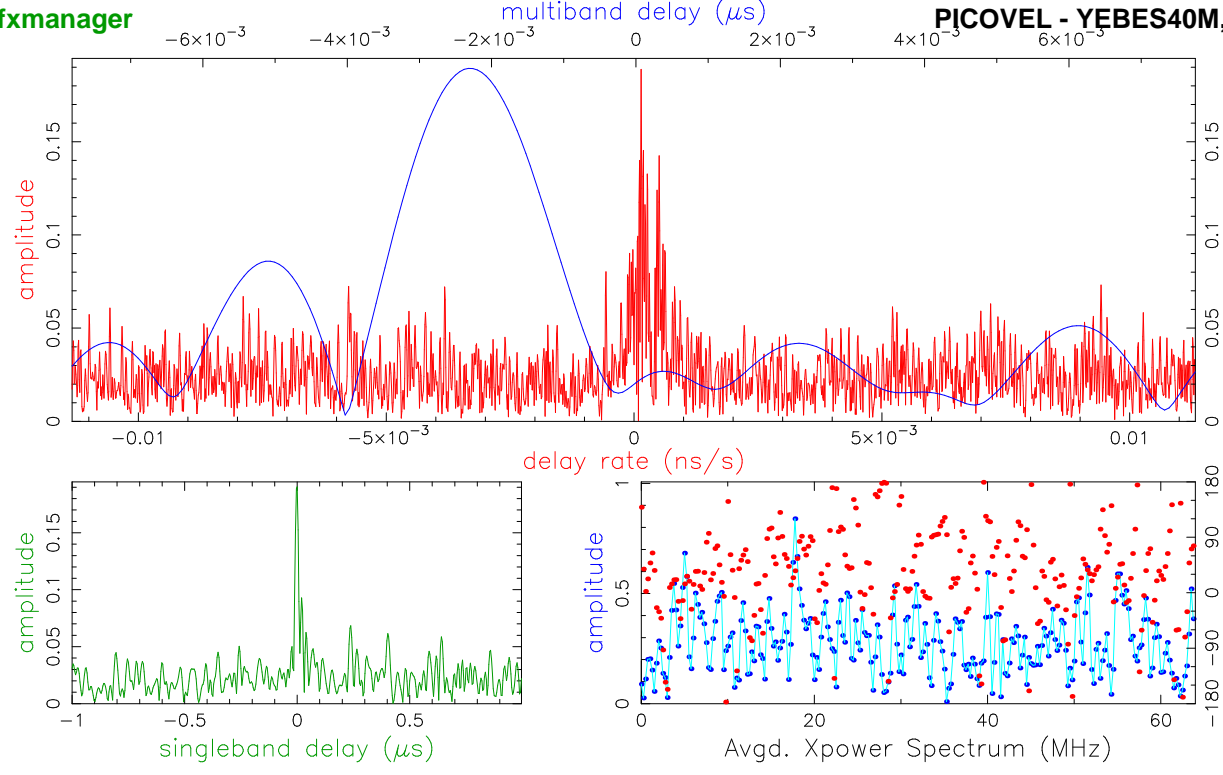 fxmanager
multiband delay (μs)
PICOVEL - YEBES40M,
−6×10⁻³ −4×10⁻³ −2×10⁻³ 0 2×10⁻³ 4×10⁻³ 6×10⁻³
amplitude
0 0.05 0.1 0.15
0 0.05 0.1 0.15
−0.01 −5×10⁻³ 0 5×10⁻³ 0.01
delay rate (ns/s)
amplitude
0 0.05 0.1 0.15
−1 −0.5 0 0.5
singleband delay (μs)
amplitude
0 0.5 1
−180 −90 0 90 180
0 20 40 60
Avgd. Xpower Spectrum (MHz)